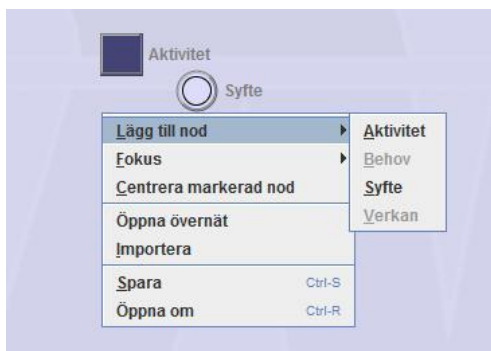 Aktivitet
Syfte
Lägg till nod
Fokus
Centrera markerad nod
Öppna övernät
Importera
Spara Ctrl-S
Öppna om Ctrl-R
Aktivitet
Behov
Syfte
Verkan